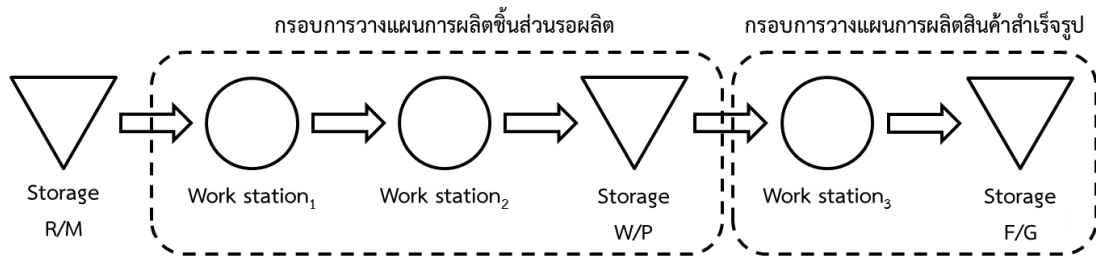 กรอบการวางแผนการผลิตชิ้นส่วนรอผลิต
กรอบการวางแผนการผลิตสินค้าสำเร็จรูป
Storage
R/M
Work station₁
Work station₂
Storage
W/P
Work station₃
Storage
F/G